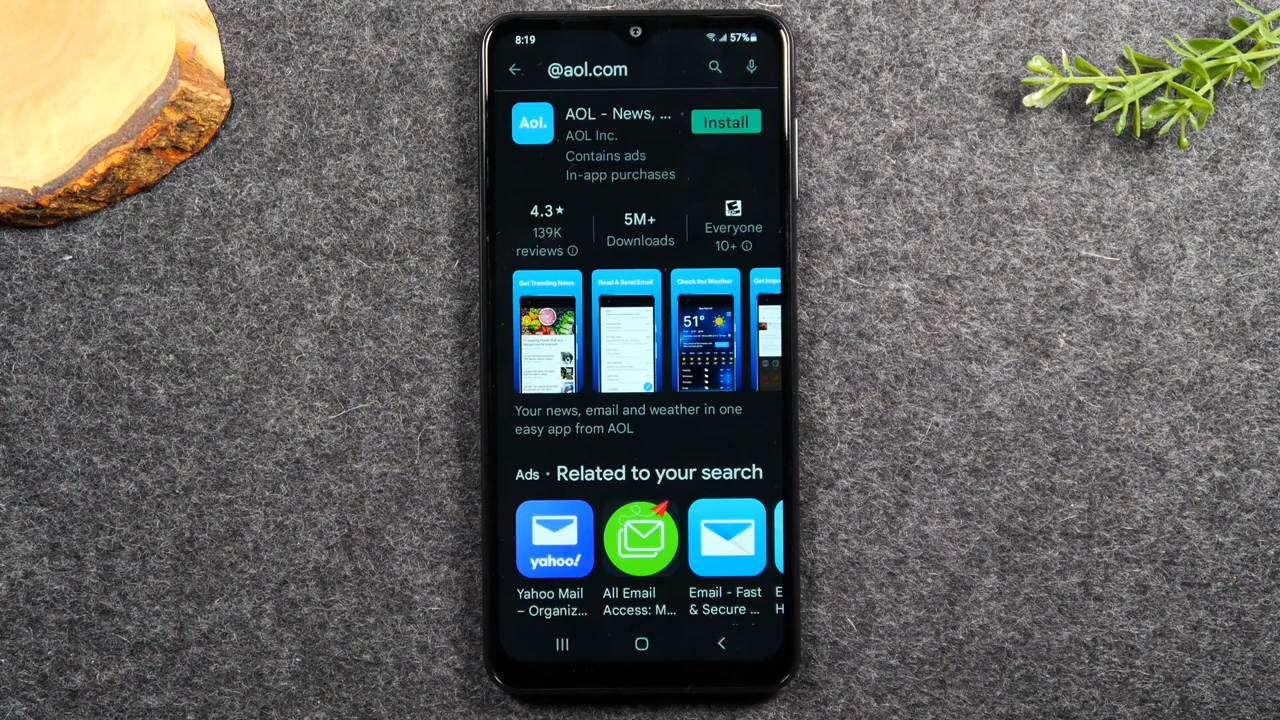 8:19 57%
@aol.com
Aol.
AOL - News, ...
Install
AOL Inc.
Contains ads
In-app purchases
4.3★
139K
reviews
5M+
Downloads
Everyone
10+
Get Trending News
Read & Send Email
Check the Weather
51°
Your news, email and weather in one
easy app from AOL
Ads • Related to your search
yahoo!
Yahoo Mail
– Organiz...
All Email
Access: M...
Email - Fast
& Secure ...
E
H